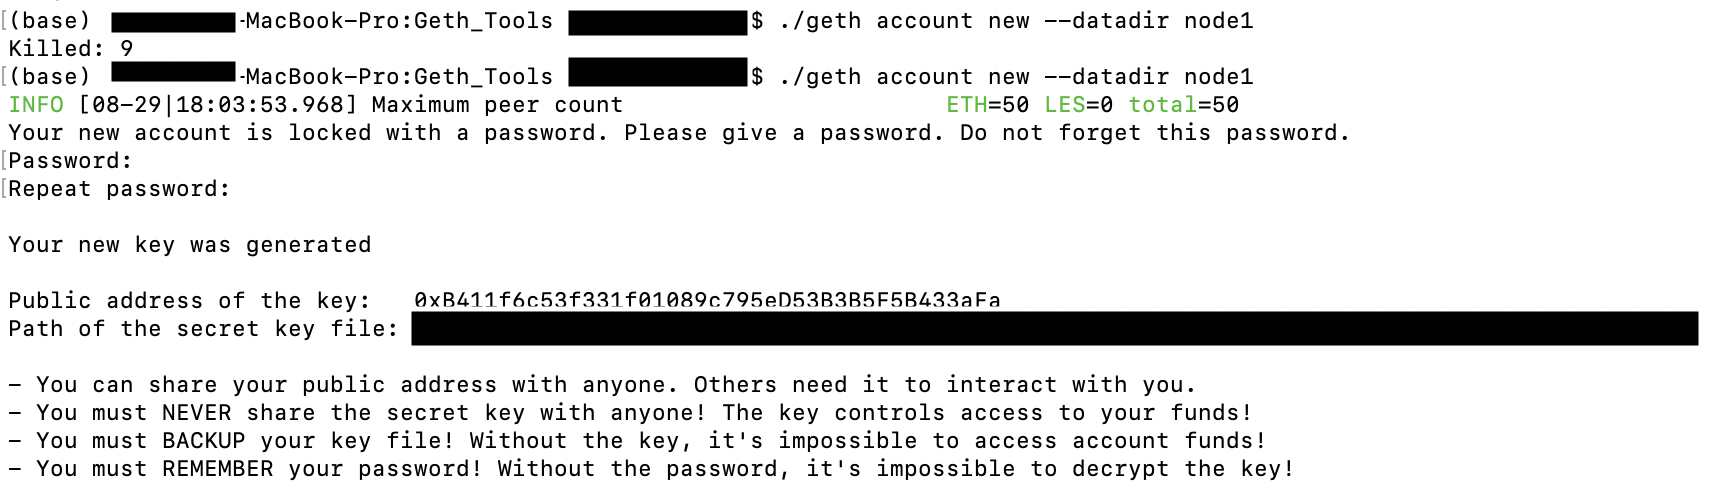 (base) -MacBook-Pro:Geth_Tools $ ./geth account new --datadir node1
Killed: 9
(base) -MacBook-Pro:Geth_Tools $ ./geth account new --datadir node1
INFO [08-29|18:03:53.968] Maximum peer count ETH=50 LES=0 total=50
Your new account is locked with a password. Please give a password. Do not forget this password.
Password:
Repeat password:
Your new key was generated
Public address of the key: 0xB411f6c53f331f01089c795eD53B3B5F5B433aFa
Path of the secret key file:
- You can share your public address with anyone. Others need it to interact with you.
- You must NEVER share the secret key with anyone! The key controls access to your funds!
- You must BACKUP your key file! Without the key, it's impossible to access account funds!
- You must REMEMBER your password! Without the password, it's impossible to decrypt the key!